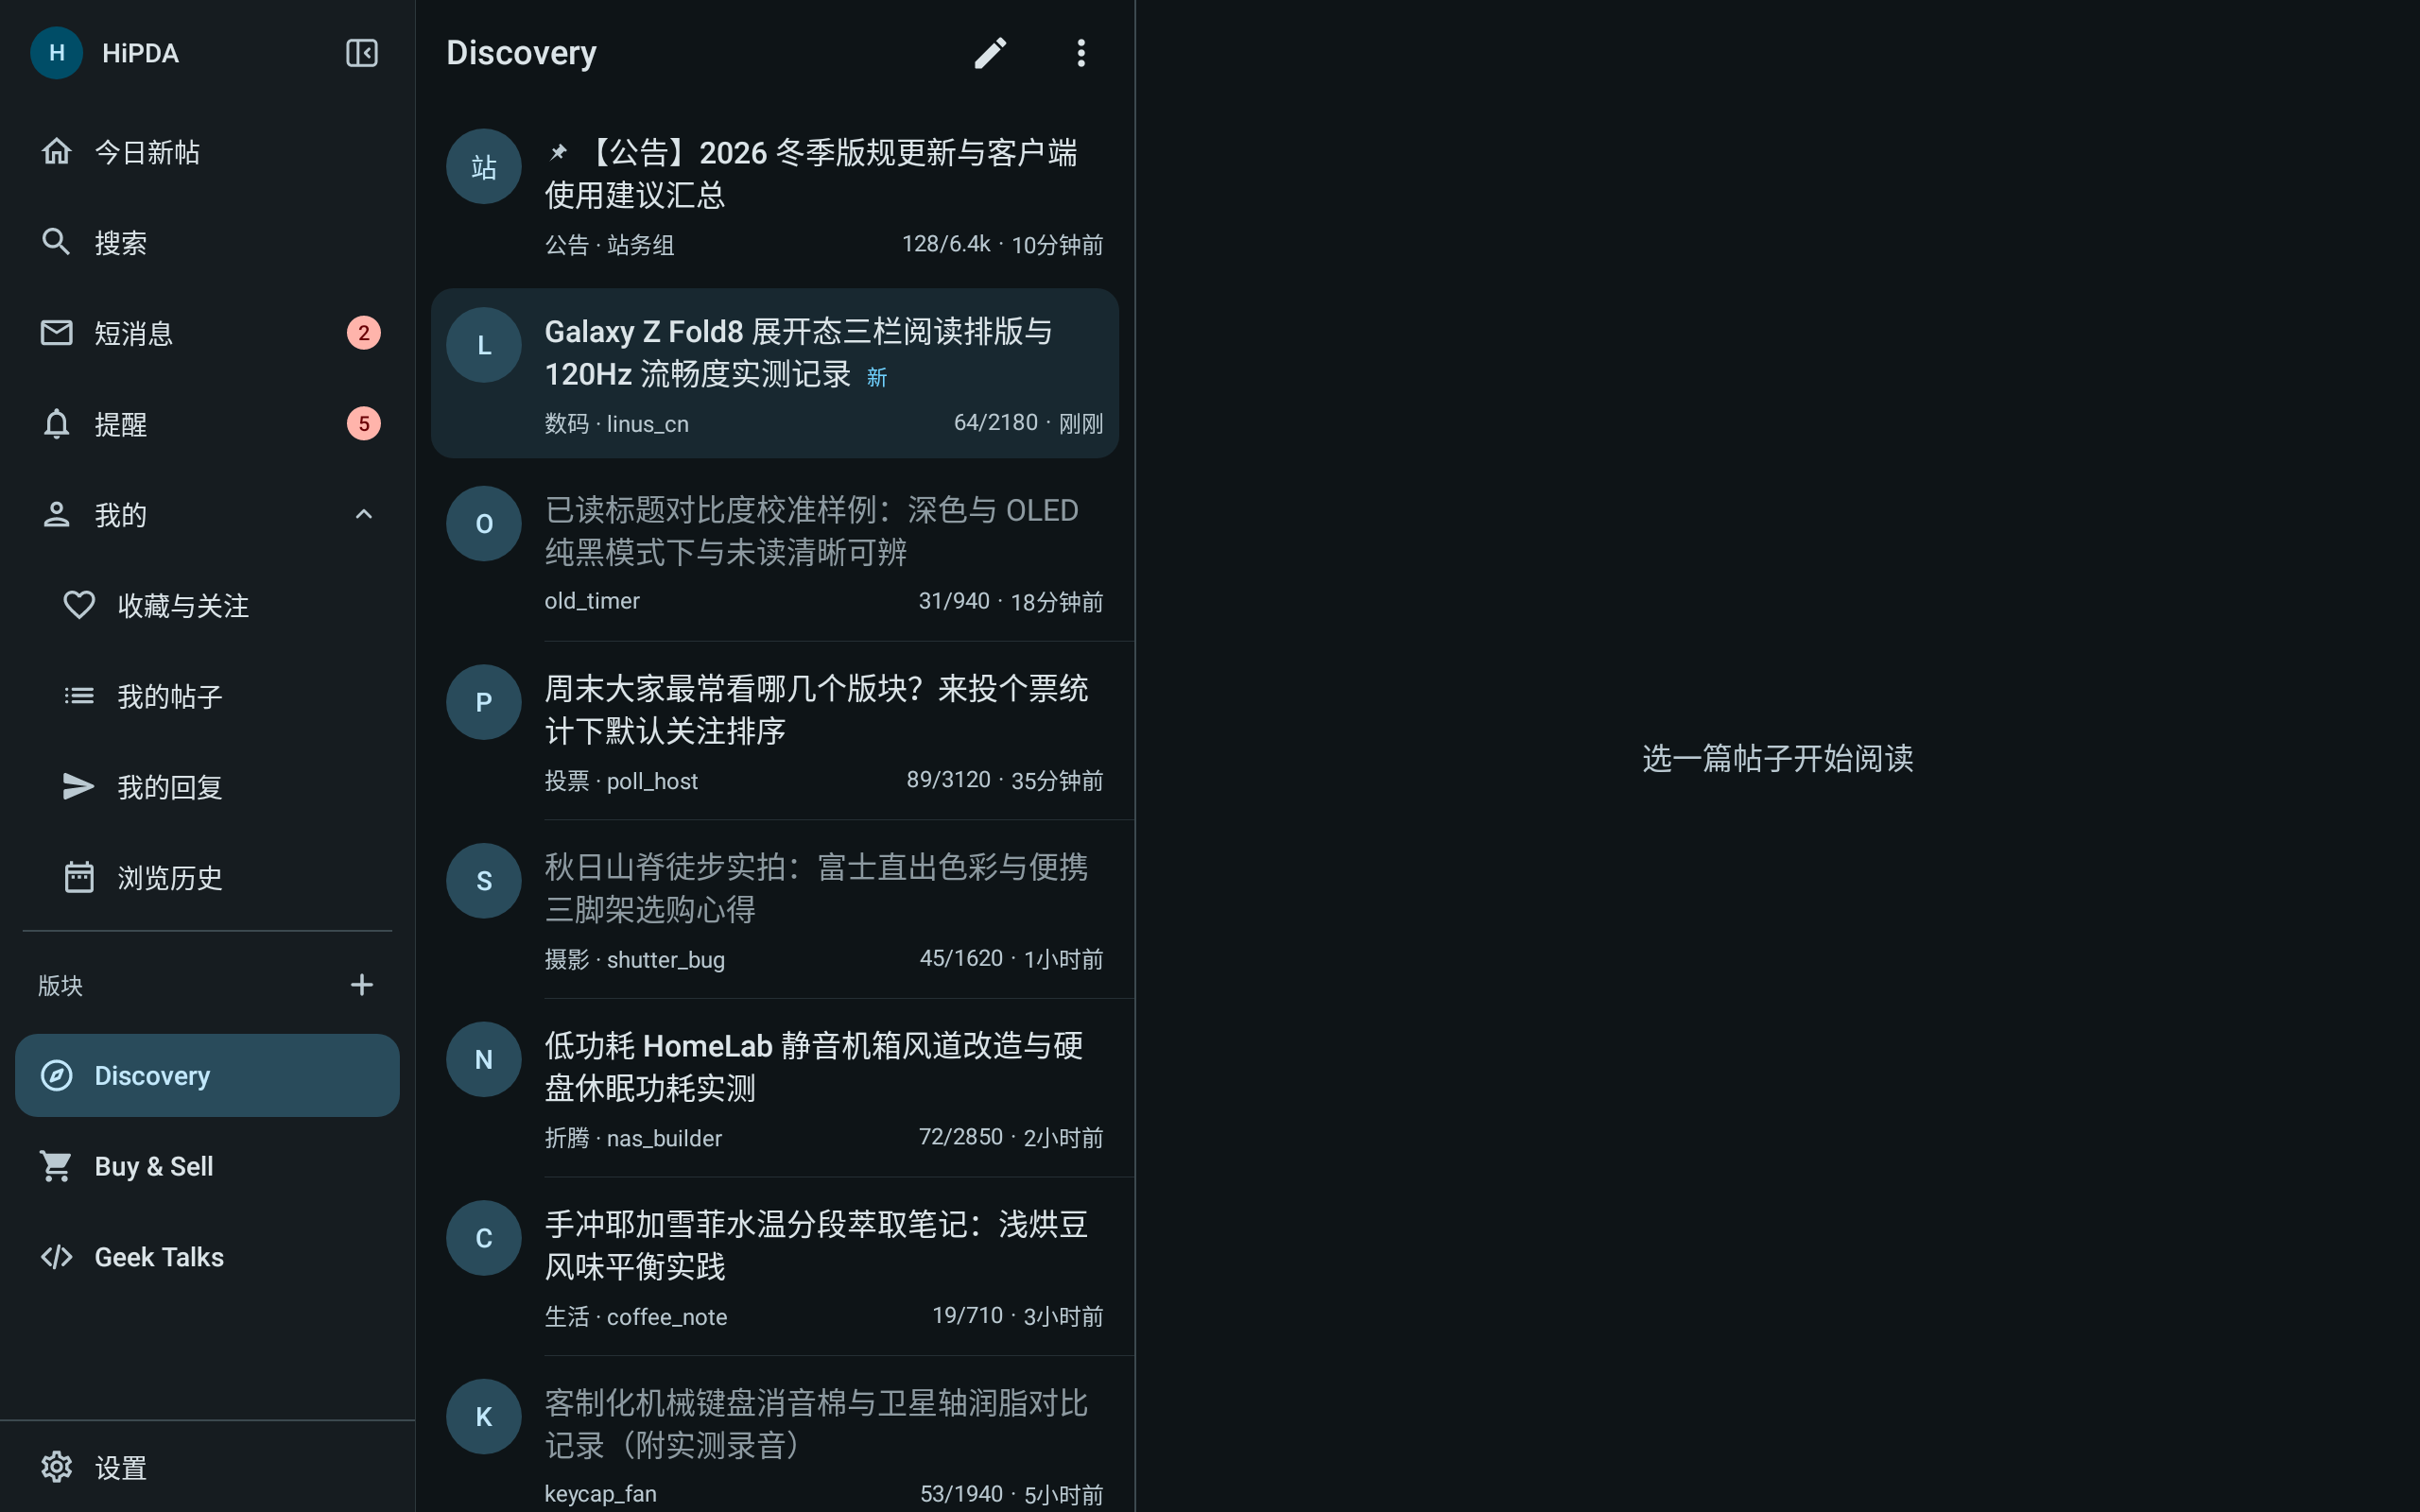 H HiPDA
今日新帖
搜索
短消息 2
提醒 5
我的
收藏与关注
我的帖子
我的回复
浏览历史
版块
Discovery
Buy & Sell
Geek Talks
设置
Discovery
站
【公告】2026 冬季版规更新与客户端
使用建议汇总
公告 · 站务组 128/6.4k · 10分钟前
L
Galaxy Z Fold8 展开态三栏阅读排版与
120Hz 流畅度实测记录 新
数码 · linus_cn 64/2180 · 刚刚
O
已读标题对比度校准样例：深色与 OLED
纯黑模式下与未读清晰可辨
old_timer 31/940 · 18分钟前
P
周末大家最常看哪几个版块？来投个票统
计下默认关注排序
投票 · poll_host 89/3120 · 35分钟前
S
秋日山脊徒步实拍：富士直出色彩与便携
三脚架选购心得
摄影 · shutter_bug 45/1620 · 1小时前
N
低功耗 HomeLab 静音机箱风道改造与硬
盘休眠功耗实测
折腾 · nas_builder 72/2850 · 2小时前
C
手冲耶加雪菲水温分段萃取笔记：浅烘豆
风味平衡实践
生活 · coffee_note 19/710 · 3小时前
K
客制化机械键盘消音棉与卫星轴润脂对比
记录（附实测录音）
keycap_fan 53/1940 · 5小时前
选一篇帖子开始阅读